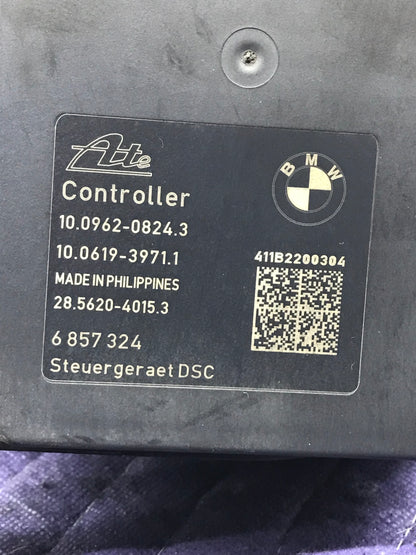 Ate
BMW
Controller
10.0962-0824.3
10.0619-3971.1
411B2200304
MADE IN PHILIPPINES
28.5620-4015.3
6 857 324
Steuergeraet DSC